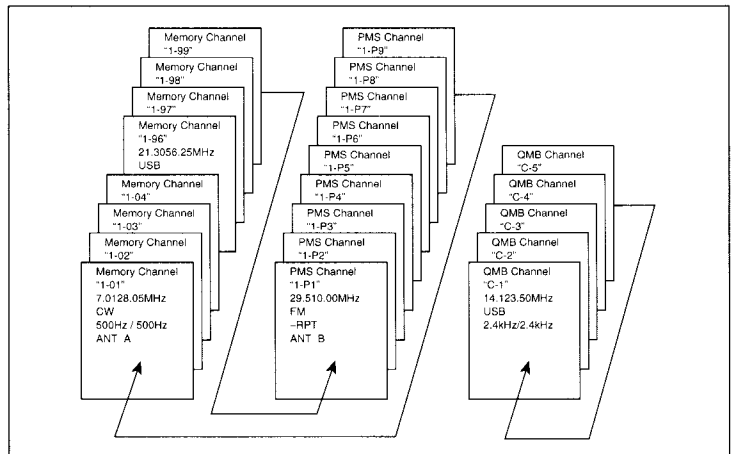 Memory Channel
"1-99"
Memory Channel
"1-98"
Memory Channel
"1-97"
Memory Channel
"1-96"
21.3056.25MHz
USB
Memory Channel
"1-04"
Memory Channel
"1-03"
Memory Channel
"1-02"
Memory Channel
"1-01"
7.0128.05MHz
CW
500Hz / 500Hz
ANT A
PMS Channel
"1-P9"
PMS Channel
"1-P8"
PMS Channel
"1-P7"
PMS Channel
"1-P6"
PMS Channel
"1-P5"
PMS Channel
"1-P4"
PMS Channel
"1-P3"
PMS Channel
"1-P2"
PMS Channel
"1-P1"
29.510.00MHz
FM
–RPT
ANT B
QMB Channel
"C-5"
QMB Channel
"C-4"
QMB Channel
"C-3"
QMB Channel
"C-2"
QMB Channel
"C-1"
14.123.50MHz
USB
2.4kHz/2.4kHz